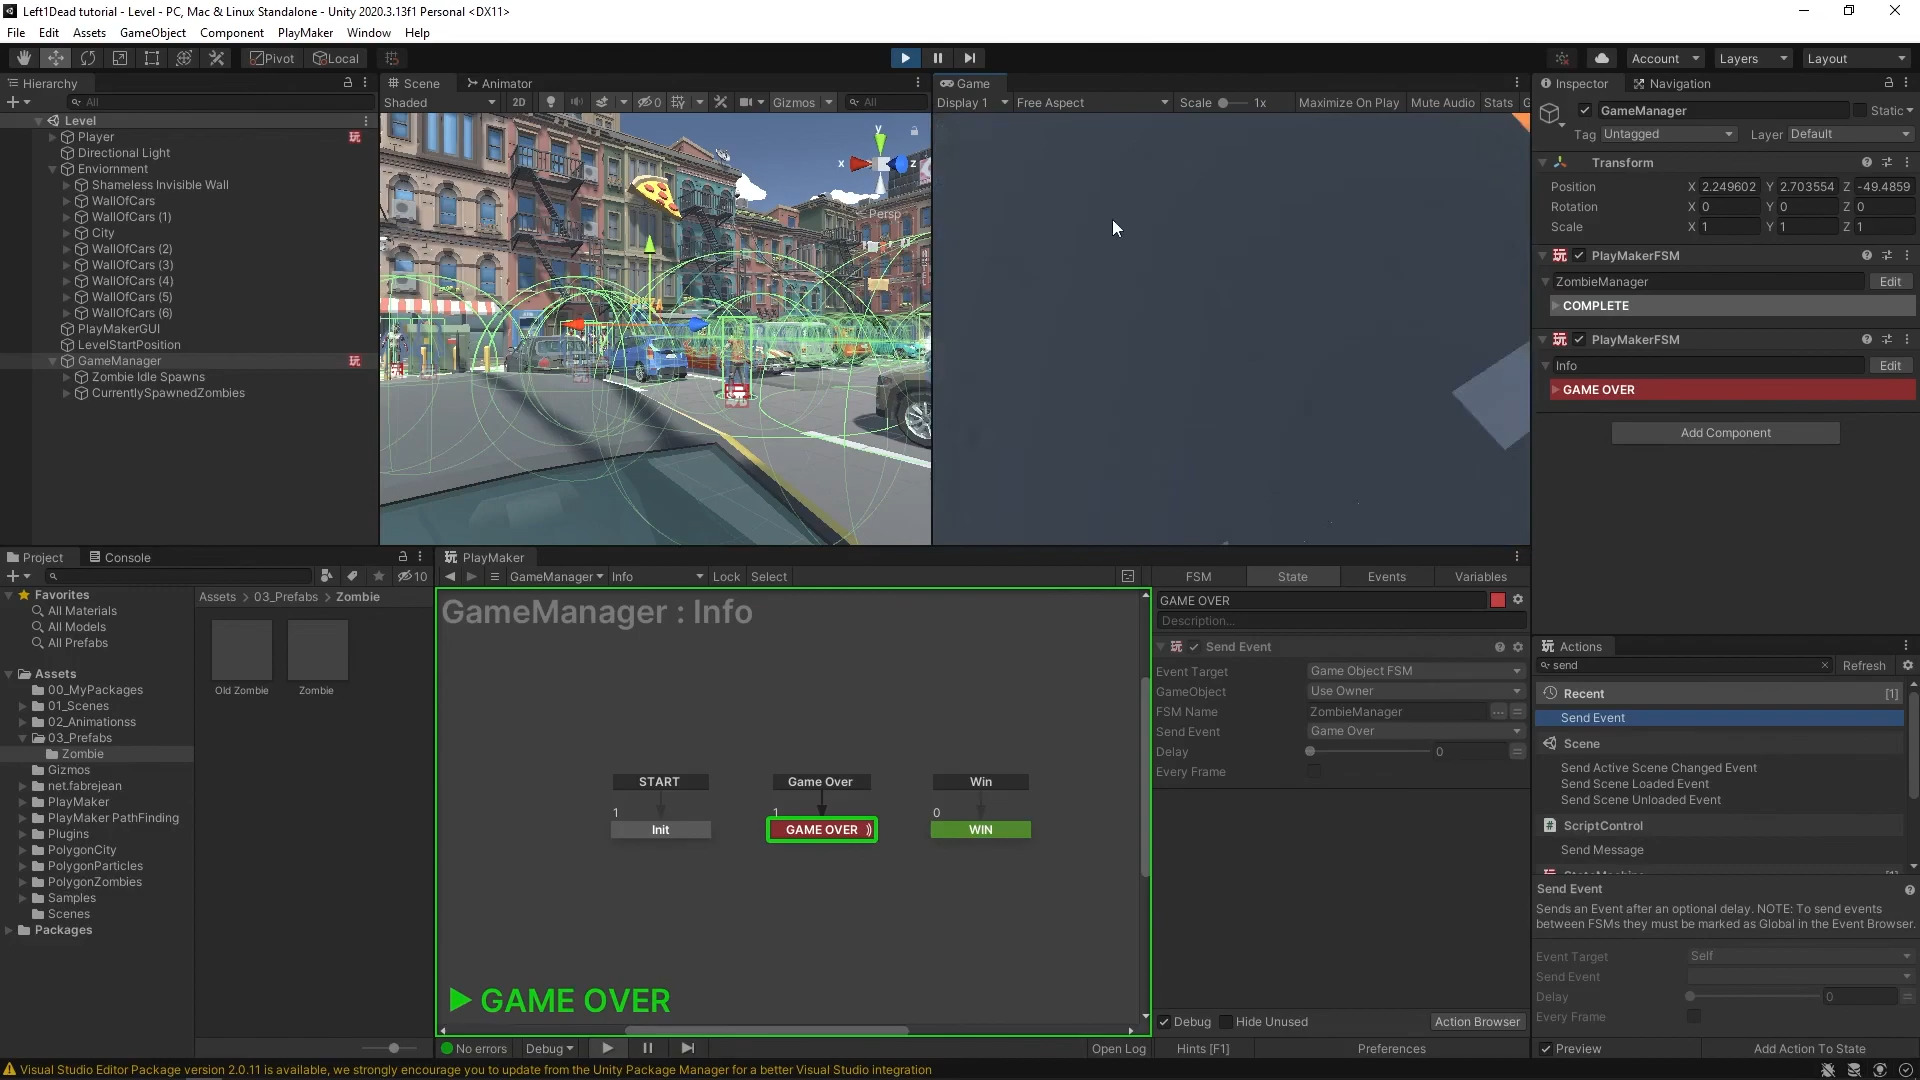 Left1Dead tutorial - Level - PC, Mac & Linux Standalone - Unity 2020.3.13f1 Personal <DX11>
File Edit Assets GameObject Component PlayMaker Window Help
Pivot Local Account Layers Layout
Hierarchy
All
Level
Player
Directional Light
Enviornment
Shameless Invisible Wall
WallOfCars
WallOfCars (1)
City
WallOfCars (2)
WallOfCars (3)
WallOfCars (4)
WallOfCars (5)
WallOfCars (6)
PlayMakerGUI
LevelStartPosition
GameManager
Zombie Idle Spawns
CurrentlySpawnedZombies
Scene Animator
Shaded 2D 0 Gizmos All
y
x z
Persp
Game
Display 1 Free Aspect Scale 1x Maximize On Play Mute Audio Stats G
Inspector Navigation
GameManager Static
Tag Untagged Layer Default
Transform
Position X 2.249602 Y 2.703554 Z -49.4859
Rotation X 0 Y 0 Z 0
Scale X 1 Y 1 Z 1
PlayMakerFSM
ZombieManager Edit
COMPLETE
PlayMakerFSM
Info Edit
GAME OVER
Add Component
Project Console
10
Favorites
All Materials
All Models
All Prefabs
Assets
00_MyPackages
01_Scenes
02_Animationss
03_Prefabs
Zombie
Gizmos
net.fabrejean
PlayMaker
PlayMaker PathFinding
Plugins
PolygonCity
PolygonParticles
PolygonZombies
Samples
Scenes
Packages
Assets > 03_Prefabs > Zombie
Old Zombie Zombie
PlayMaker
GameManager Info Lock Select
GameManager : Info
START Game Over Win
1 1 0
Init GAME OVER WIN
GAME OVER
No errors Debug Open Log
FSM State Events Variables
GAME OVER
Description...
Send Event
Event Target Game Object FSM
GameObject Use Owner
FSM Name ZombieManager
Send Event Game Over
Delay 0
Every Frame
Debug Hide Unused Action Browser
Hints [F1] Preferences
Actions
send Refresh
Recent [1]
Send Event
Scene
Send Active Scene Changed Event
Send Scene Loaded Event
Send Scene Unloaded Event
ScriptControl
Send Message
Send Event
Sends an Event after an optional delay. NOTE: To send events
between FSMs they must be marked as Global in the Event Browser.
Event Target Self
Send Event
Delay 0
Every Frame
Preview Add Action To State
Visual Studio Editor Package version 2.0.11 is available, we strongly encourage you to update from the Unity Package Manager for a better Visual Studio integration